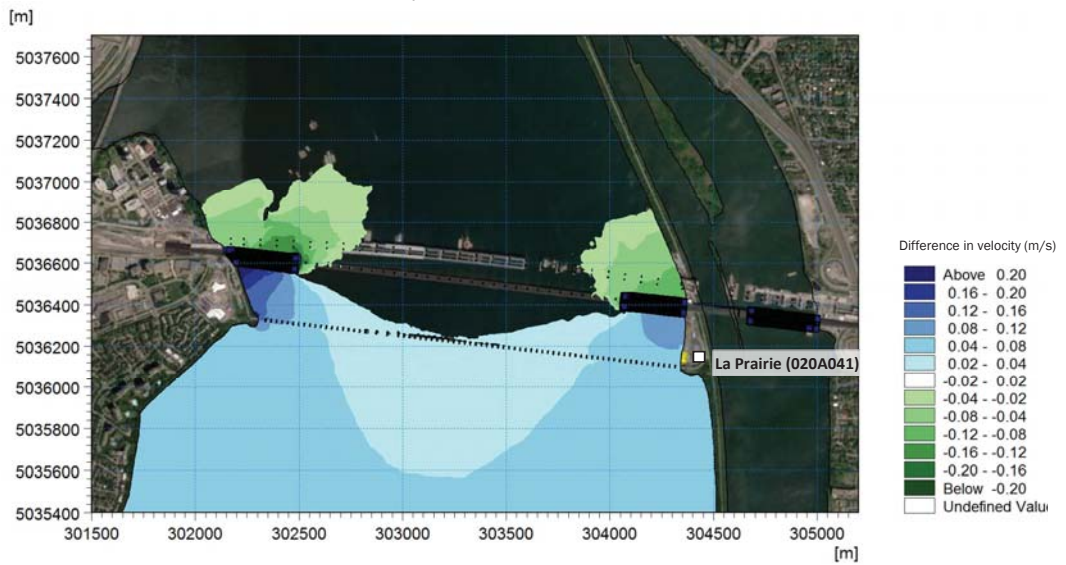 [m]
5037600
5037400
5037200
5037000
5036800
5036600
5036400
5036200
5036000
5035800
5035600
5035400
301500 302000 302500 303000 303500 304000 304500 305000
[m]
La Prairie (020A041)
Difference in velocity (m/s)
Above 0.20
0.16 - 0.20
0.12 - 0.16
0.08 - 0.12
0.04 - 0.08
0.02 - 0.04
-0.02 - 0.02
-0.04 - -0.02
-0.08 - -0.04
-0.12 - -0.08
-0.16 - -0.12
-0.20 - -0.16
Below -0.20
Undefined Valu